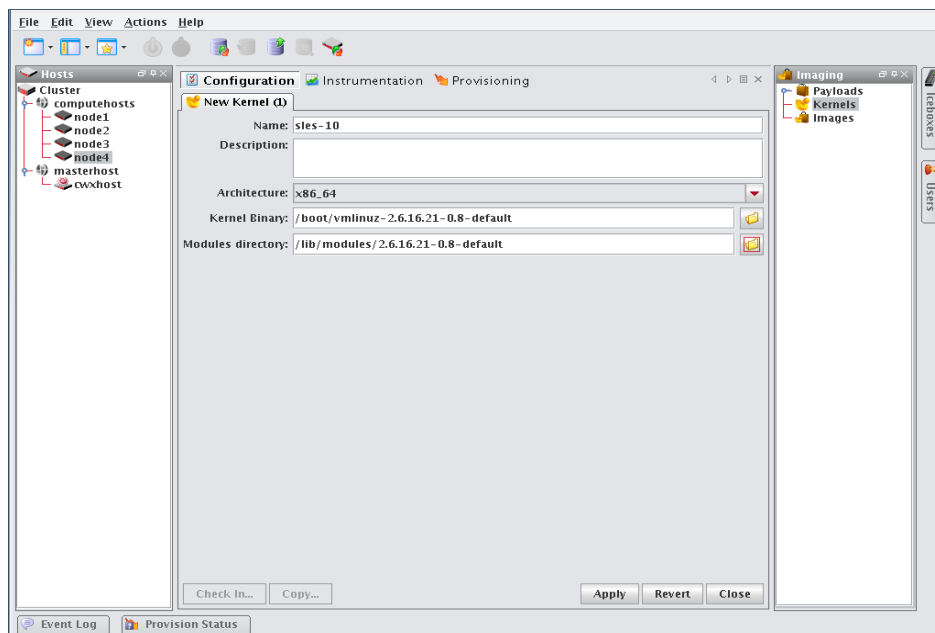 File Edit View Actions Help
Hosts
Cluster
computehosts
node1
node2
node3
node4
masterhost
cwxhost
Configuration Instrumentation Provisioning
New Kernel (1)
Name: sles-10
Description:
Architecture: x86_64
Kernel Binary: /boot/vmlinuz-2.6.16.21-0.8-default
Modules directory: /lib/modules/2.6.16.21-0.8-default
Check In... Copy... Apply Revert Close
Imaging
Payloads
Kernels
Images
Iceboxes
Users
Event Log Provision Status